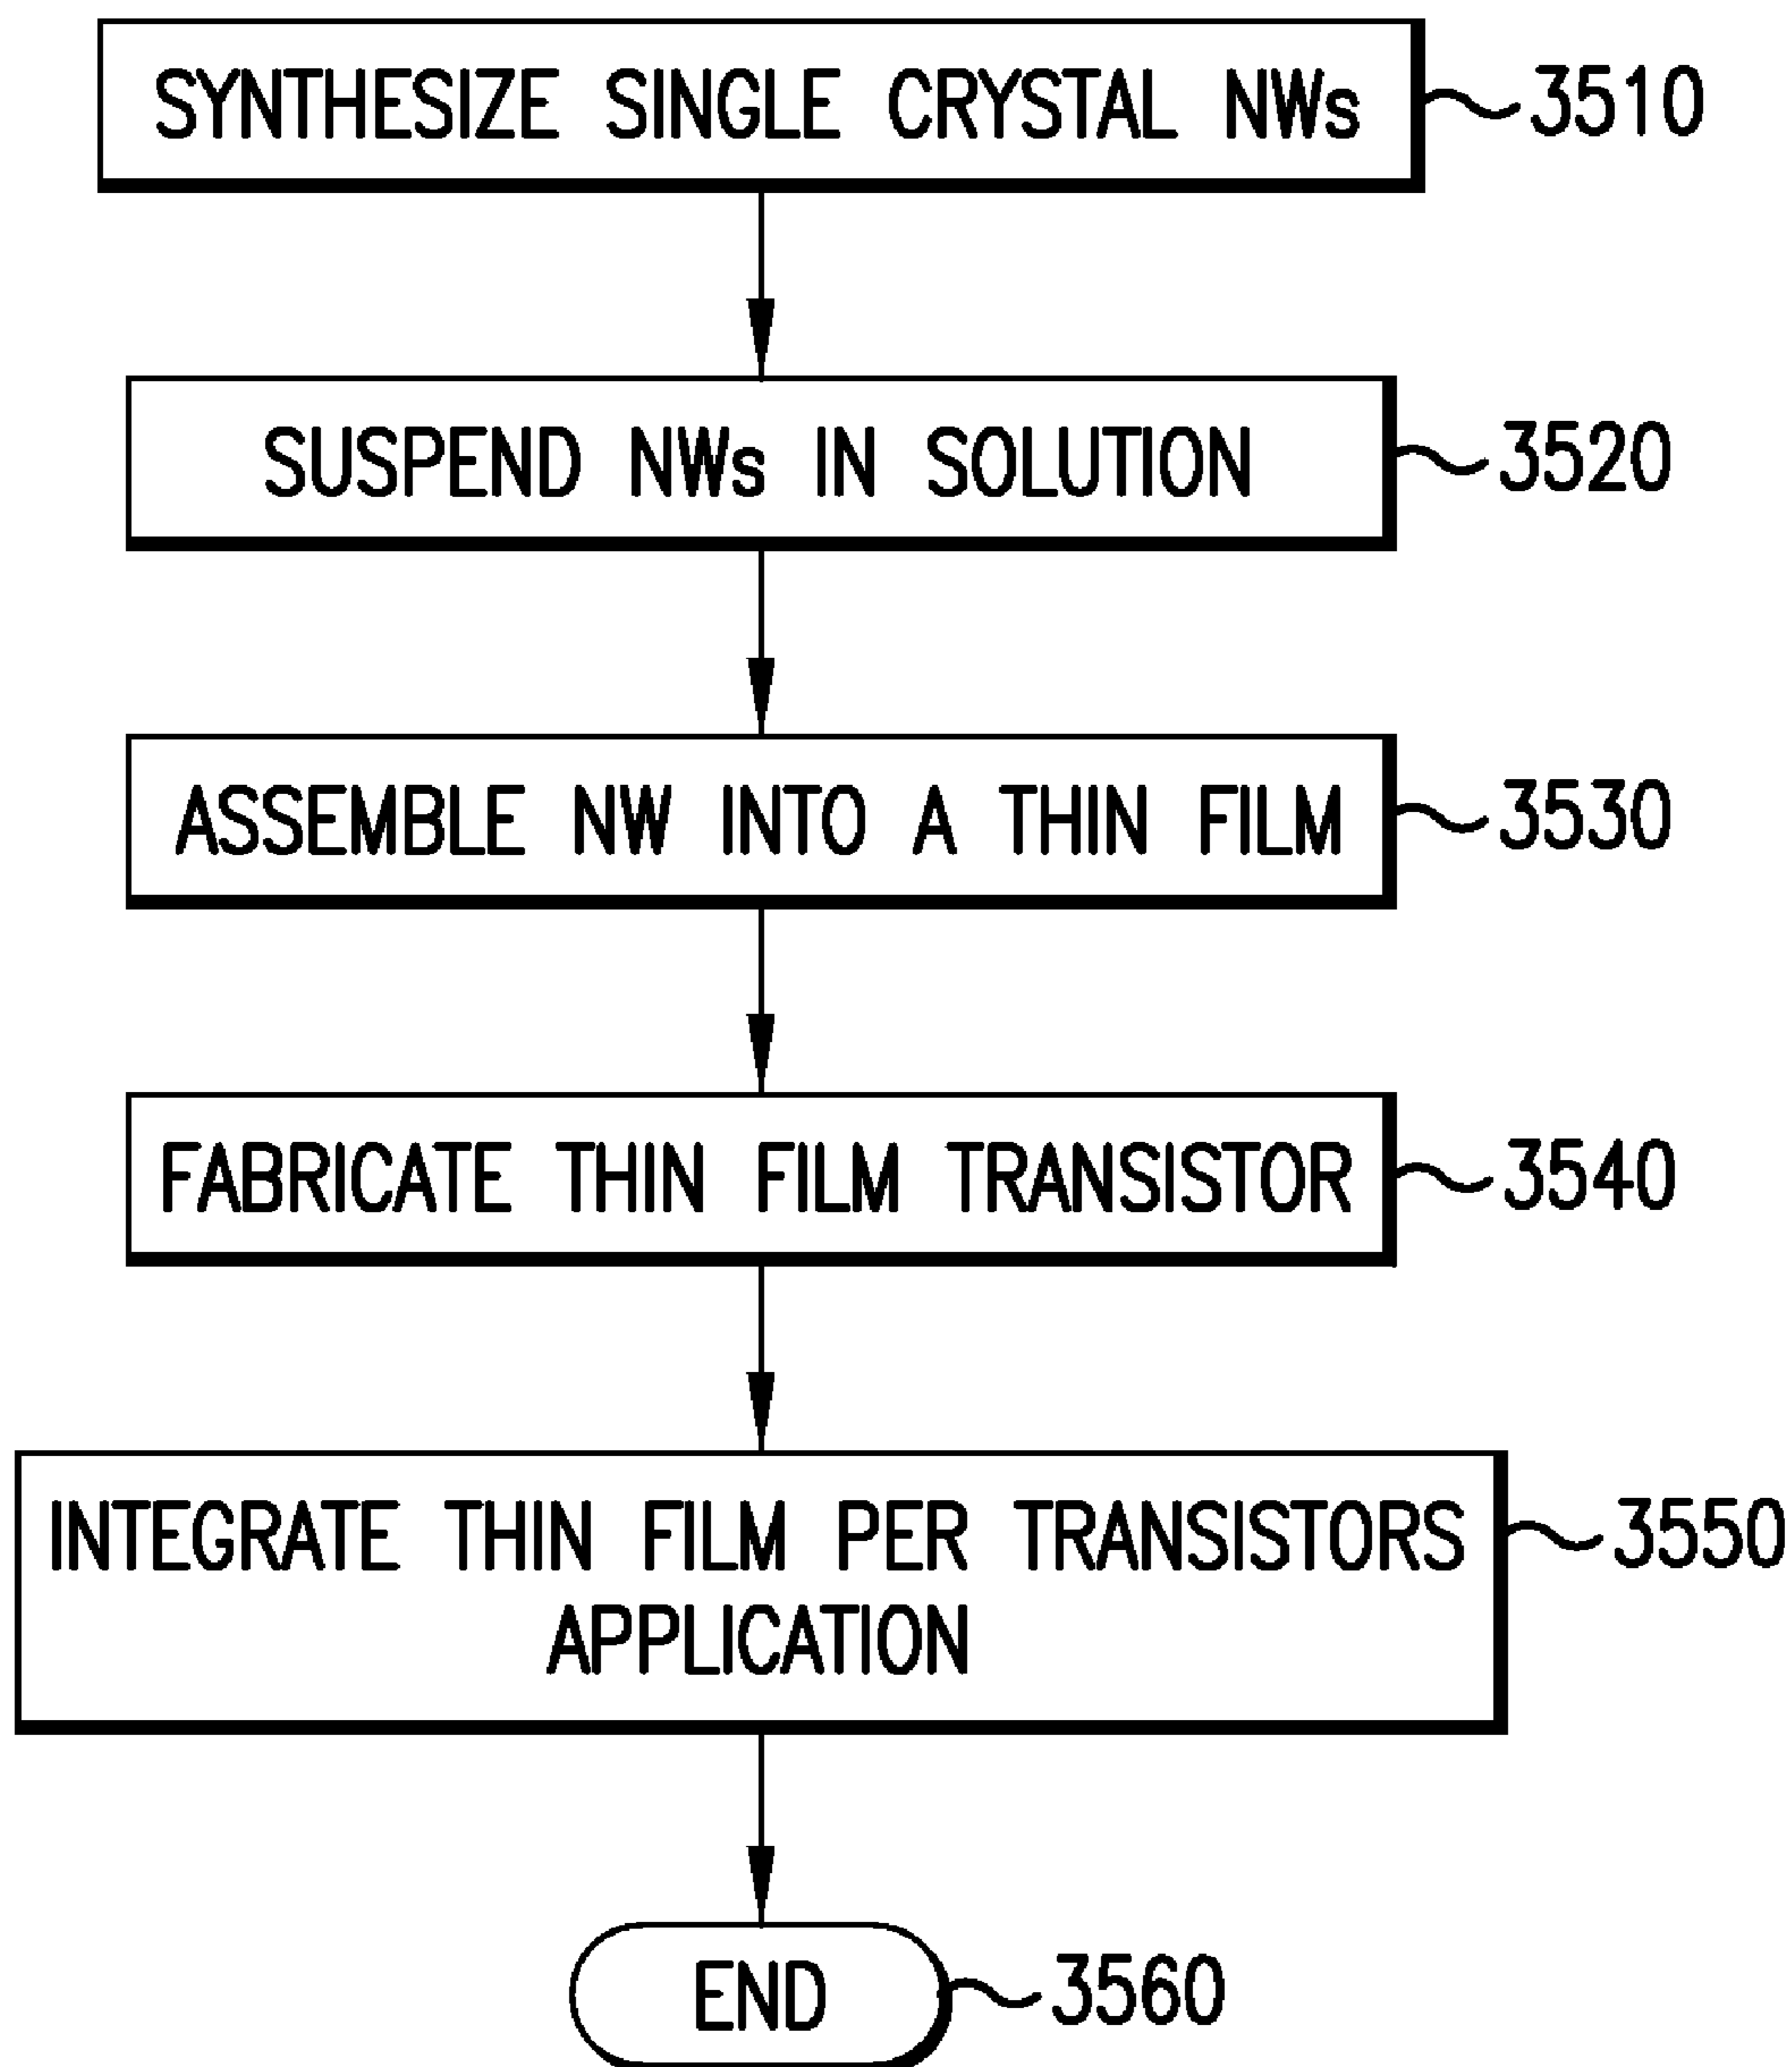 SYNTHESIZE SINGLE CRYSTAL NWs 3510
SUSPEND NWs IN SOLUTION 3520
ASSEMBLE NW INTO A THIN FILM 3530
FABRICATE THIN FILM TRANSISTOR 3540
INTEGRATE THIN FILM PER TRANSISTORS 3550
APPLICATION
END 3560